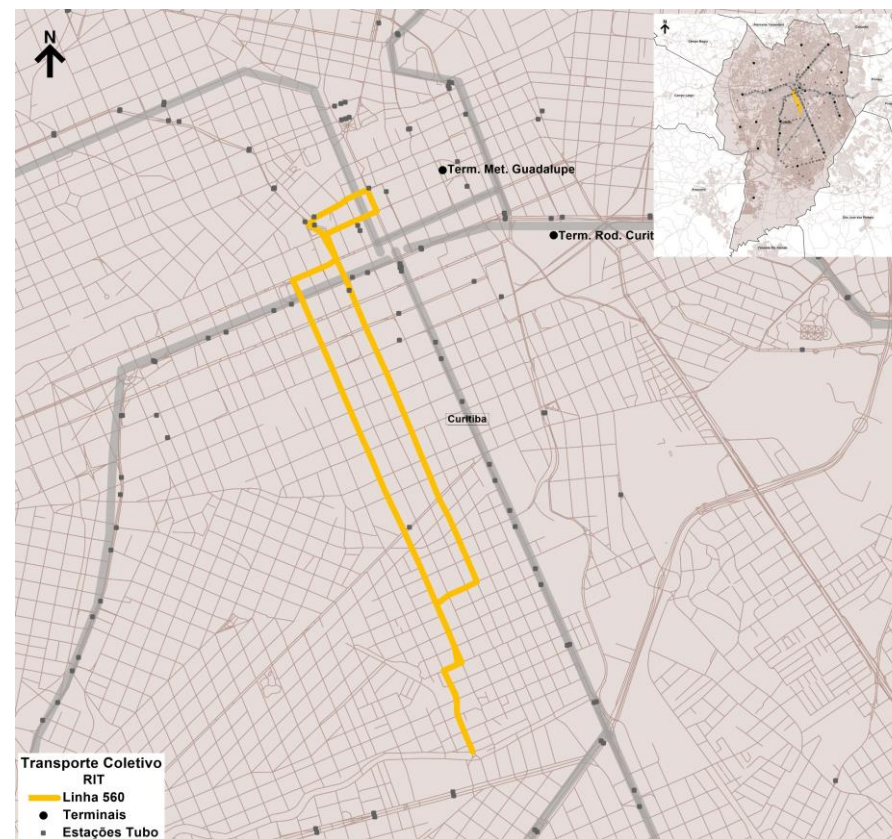 N
Term. Met. Guadalupe
Term. Rod. Curit
Curitiba
Transporte Coletivo
RIT
Linha 560
Terminais
Estações Tubo